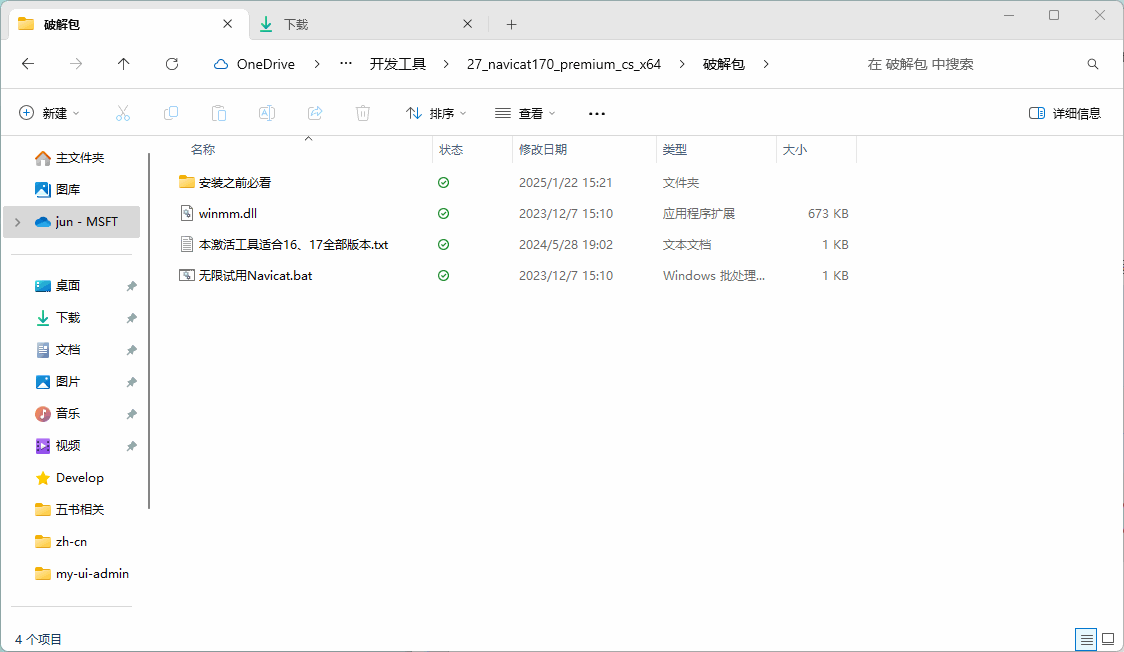 破解包
下载
OneDrive
开发工具
27_navicat170_premium_cs_x64
破解包
在 破解包 中搜索
新建
排序
查看
详细信息
名称
状态
修改日期
类型
大小
安装之前必看
2025/1/22 15:21
文件夹
winmm.dll
2023/12/7 15:10
应用程序扩展
673 KB
本激活工具适合16、17全部版本.txt
2024/5/28 19:02
文本文档
1 KB
无限试用Navicat.bat
2023/12/7 15:10
Windows 批处理...
1 KB
主文件夹
图库
jun - MSFT
桌面
下载
文档
图片
音乐
视频
Develop
五书相关
zh-cn
my-ui-admin
4 个项目